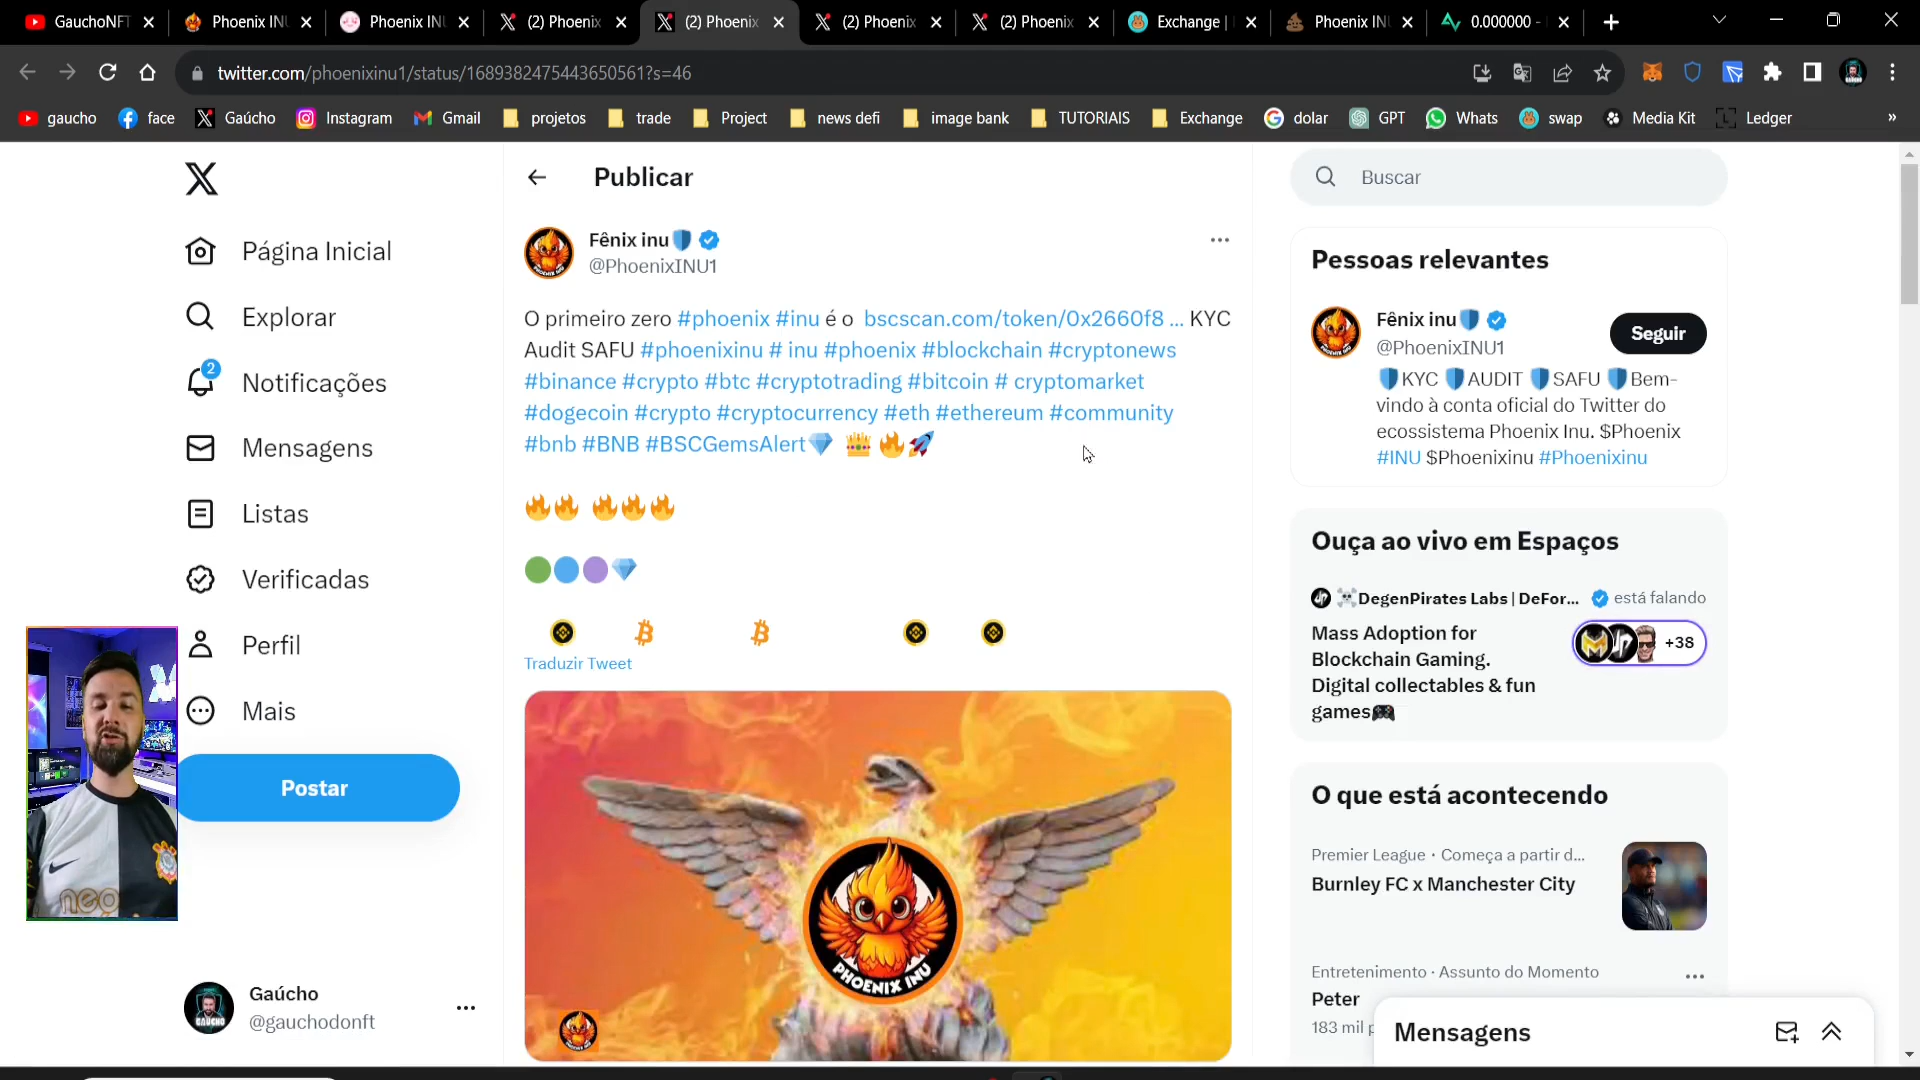 GauchoNFT
Phoenix INU
Phoenix INU
(2) Phoenix
(2) Phoenix
(2) Phoenix
(2) Phoenix
Exchange |
Phoenix INU
0.000000 -
twitter.com/phoenixinu1/status/1689382475443650561?s=46
gaucho
face
Gaúcho
Instagram
Gmail
projetos
trade
Project
news defi
image bank
TUTORIAIS
Exchange
dolar
GPT
Whats
swap
Media Kit
Ledger
»
Página Inicial
Explorar
2
Notificações
Mensagens
Listas
Verificadas
Perfil
Mais
Postar
Gaúcho
@gauchodonft
Publicar
Fênix inu🛡️
@PhoenixINU1
O primeiro zero #phoenix #inu é o bscscan.com/token/0x2660f8 ... KYC
Audit SAFU #phoenixinu # inu #phoenix #blockchain #cryptonews
#binance #crypto #btc #cryptotrading #bitcoin # cryptomarket
#dogecoin #crypto #cryptocurrency #eth #ethereum #community
#bnb #BNB #BSCGemsAlert💎 👑 🔥🚀
🔥🔥 🔥🔥🔥
🟢🔵🟣💎
Traduzir Tweet
PHOENIX INU
Buscar
Pessoas relevantes
Fênix inu🛡️
@PhoenixINU1
Seguir
🛡️KYC 🛡️AUDIT 🛡️SAFU 🛡️Bem-
vindo à conta oficial do Twitter do
ecossistema Phoenix Inu. $Phoenix
#INU $Phoenixinu #Phoenixinu
Ouça ao vivo em Espaços
☠️DegenPirates Labs | DeFor... está falando
Mass Adoption for
Blockchain Gaming.
Digital collectables & fun
games🎮
+38
O que está acontecendo
Premier League · Começa a partir d...
Burnley FC x Manchester City
Entretenimento · Assunto do Momento
Peter
183 mil
Mensagens